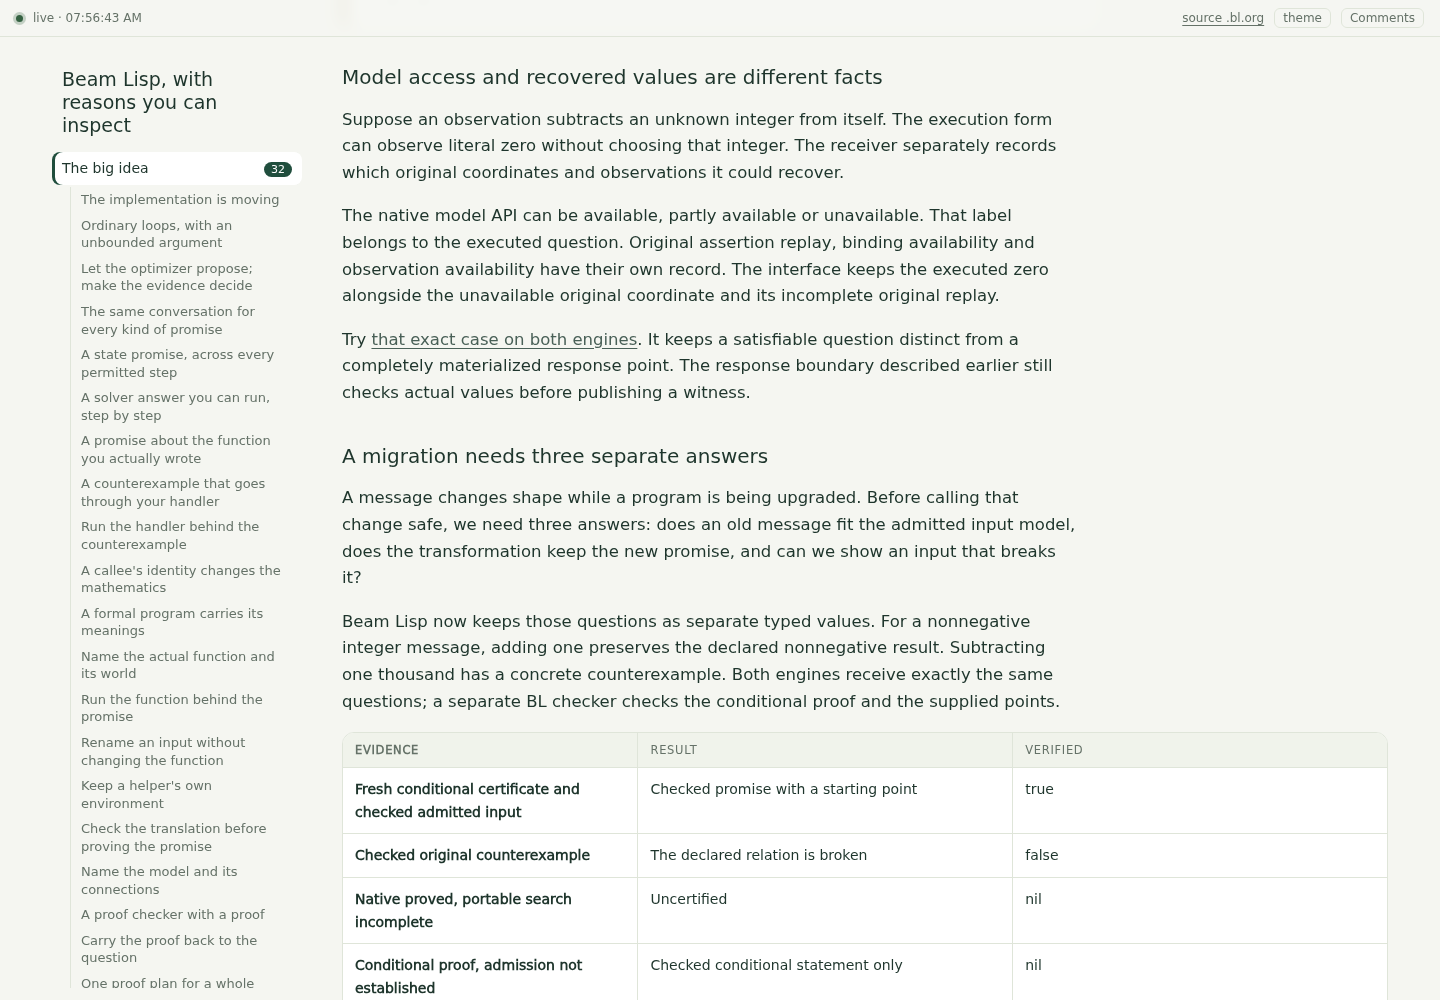 live · 07:56:43 AM
source .bl.org
theme
Comments
Beam Lisp, with
reasons you can
inspect
The big idea
32
The implementation is moving
Ordinary loops, with an
unbounded argument
Let the optimizer propose;
make the evidence decide
The same conversation for
every kind of promise
A state promise, across every
permitted step
A solver answer you can run,
step by step
A promise about the function
you actually wrote
A counterexample that goes
through your handler
Run the handler behind the
counterexample
A callee's identity changes the
mathematics
A formal program carries its
meanings
Name the actual function and
its world
Run the function behind the
promise
Rename an input without
changing the function
Keep a helper's own
environment
Check the translation before
proving the promise
Name the model and its
connections
A proof checker with a proof
Carry the proof back to the
question
One proof plan for a whole
Model access and recovered values are different facts
Suppose an observation subtracts an unknown integer from itself. The execution form
can observe literal zero without choosing that integer. The receiver separately records
which original coordinates and observations it could recover.
The native model API can be available, partly available or unavailable. That label
belongs to the executed question. Original assertion replay, binding availability and
observation availability have their own record. The interface keeps the executed zero
alongside the unavailable original coordinate and its incomplete original replay.
Try that exact case on both engines. It keeps a satisfiable question distinct from a
completely materialized response point. The response boundary described earlier still
checks actual values before publishing a witness.
A migration needs three separate answers
A message changes shape while a program is being upgraded. Before calling that
change safe, we need three answers: does an old message fit the admitted input model,
does the transformation keep the new promise, and can we show an input that breaks
it?
Beam Lisp now keeps those questions as separate typed values. For a nonnegative
integer message, adding one preserves the declared nonnegative result. Subtracting
one thousand has a concrete counterexample. Both engines receive exactly the same
questions; a separate BL checker checks the conditional proof and the supplied points.
EVIDENCE
RESULT
VERIFIED
Fresh conditional certificate and
checked admitted input
Checked promise with a starting point
true
Checked original counterexample
The declared relation is broken
false
Native proved, portable search
incomplete
Uncertified
nil
Conditional proof, admission not
established
Checked conditional statement only
nil